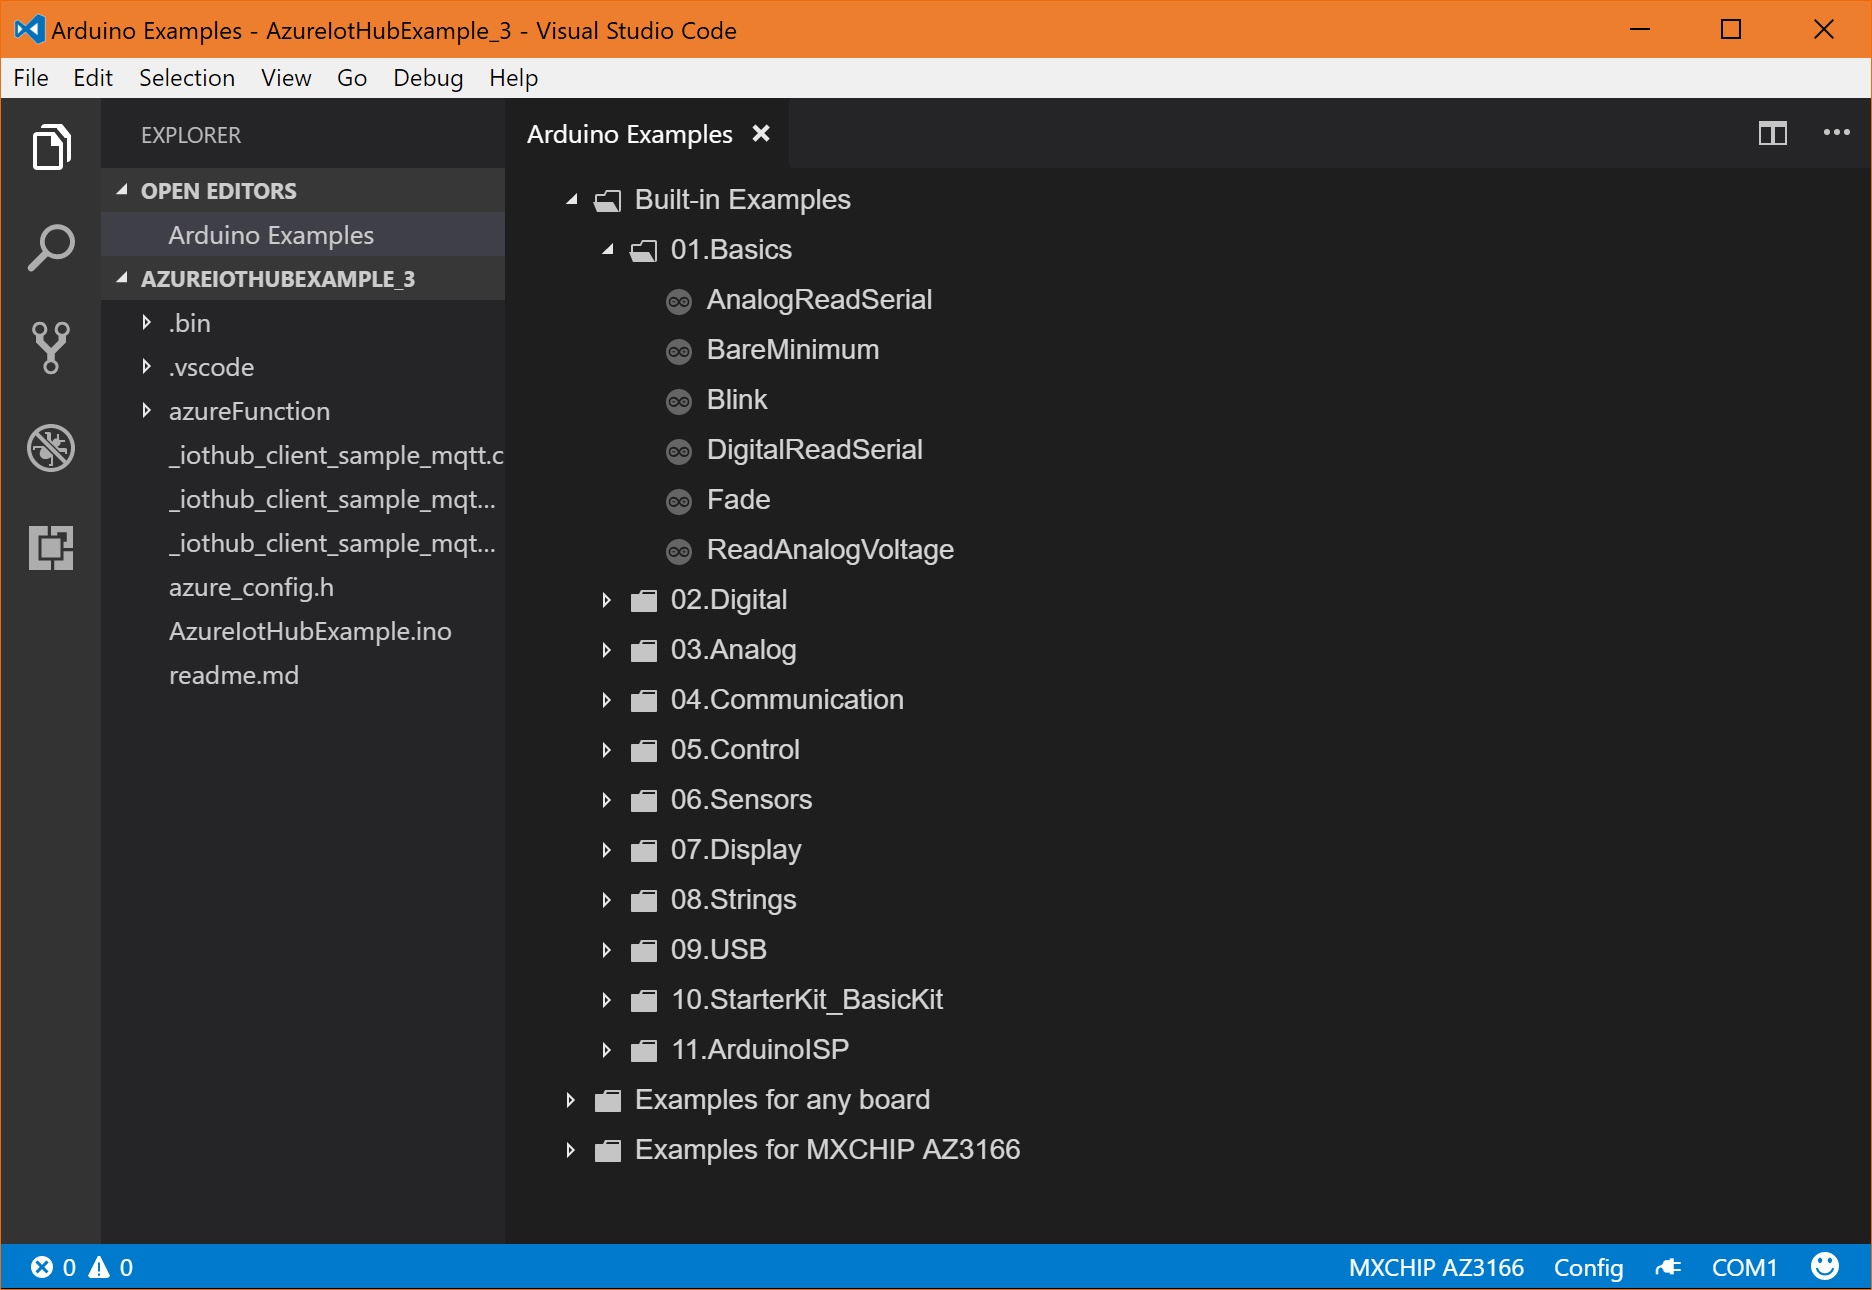 Arduino Examples - AzureIotHubExample_3 - Visual Studio Code
File Edit Selection View Go Debug Help
EXPLORER
OPEN EDITORS
Arduino Examples
AZUREIOTHUBEXAMPLE_3
.bin
.vscode
azureFunction
_iothub_client_sample_mqtt.c
_iothub_client_sample_mqt...
_iothub_client_sample_mqt...
azure_config.h
AzureIotHubExample.ino
readme.md
Arduino Examples
Built-in Examples
01.Basics
AnalogReadSerial
BareMinimum
Blink
DigitalReadSerial
Fade
ReadAnalogVoltage
02.Digital
03.Analog
04.Communication
05.Control
06.Sensors
07.Display
08.Strings
09.USB
10.StarterKit_BasicKit
11.ArduinoISP
Examples for any board
Examples for MXCHIP AZ3166
0 0 MXCHIP AZ3166 Config COM1